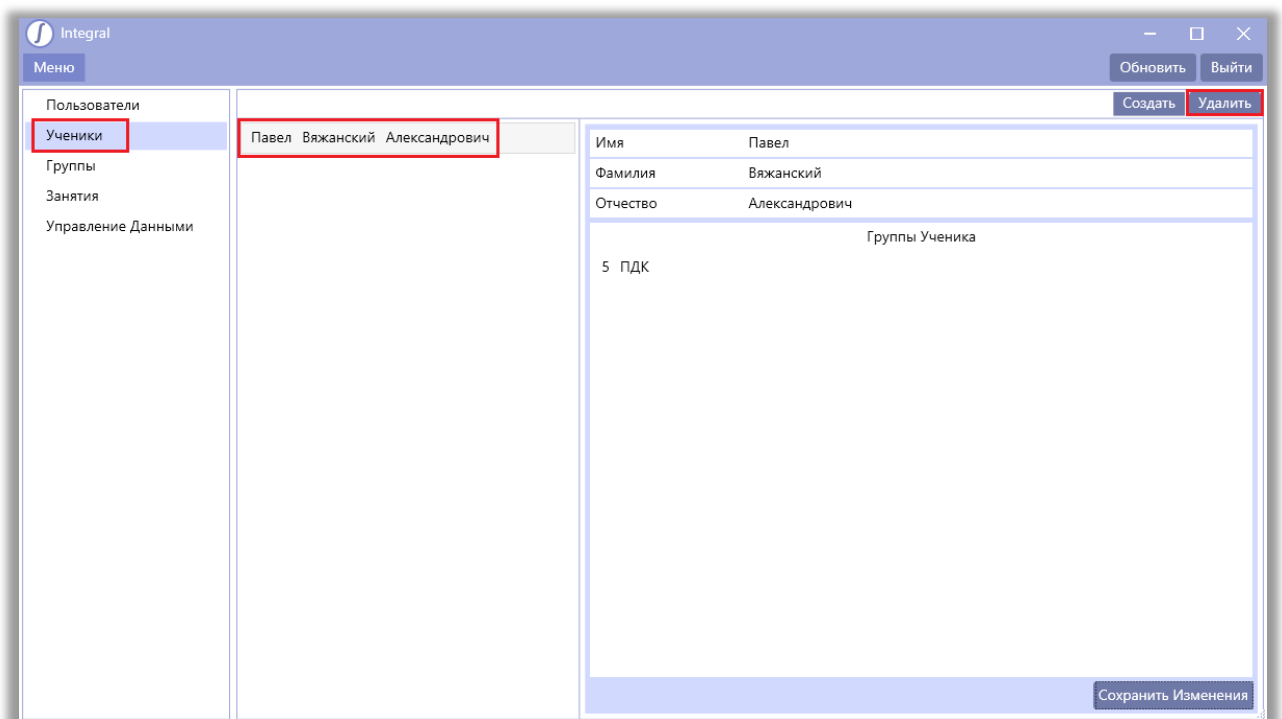 Integral
Меню
Обновить
Выйти
Пользователи
Ученики
Группы
Занятия
Управление Данными
Создать
Удалить
Павел Вяжанский Александрович
Имя Павел
Фамилия Вяжанский
Отчество Александрович
Группы Ученика
5 ПДК
Сохранить Изменения